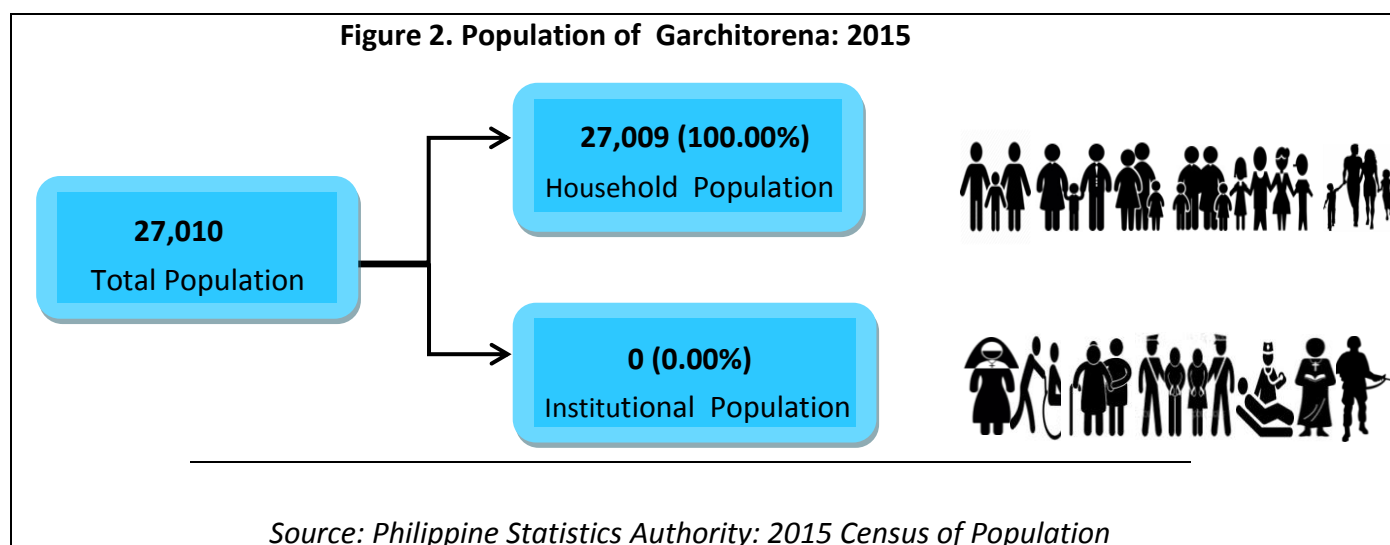 Figure 2. Population of Garchitorena: 2015
27,009 (100.00%)
Household Population
27,010
Total Population
0 (0.00%)
Institutional Population
Source: Philippine Statistics Authority: 2015 Census of Population